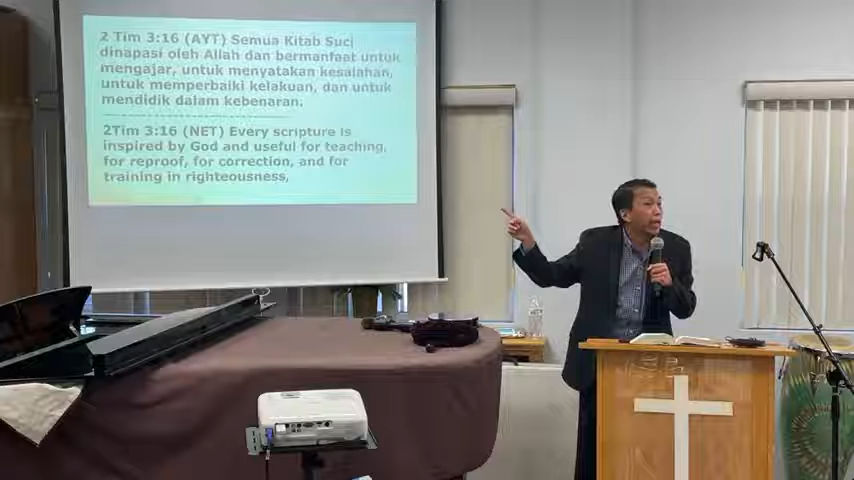 2 Tim 3:16 (AYT) Semua Kitab Suci
dinapasi oleh Allah dan bermanfaat untuk
mengajar, untuk menyatakan kesalahan,
untuk memperbaiki kelakuan, dan untuk
mendidik dalam kebenaran.
2Tim 3:16 (NET) Every scripture is
inspired by God and useful for teaching,
for reproof, for correction, and for
training in righteousness,